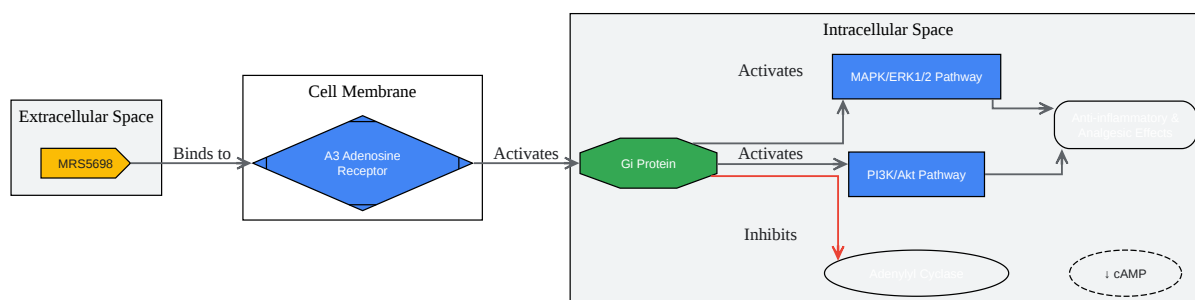 Intracellular Space
Activates
MAPK/ERK1/2 Pathway
Cell Membrane
Extracellular Space
Anti-inflammatory &
Analgesic Effects
MRS5698
Binds to
A3 Adenosine
Receptor
Activates
Gi Protein
Activates
PI3K/Akt Pathway
Inhibits
Adenylyl Cyclase
↓ cAMP